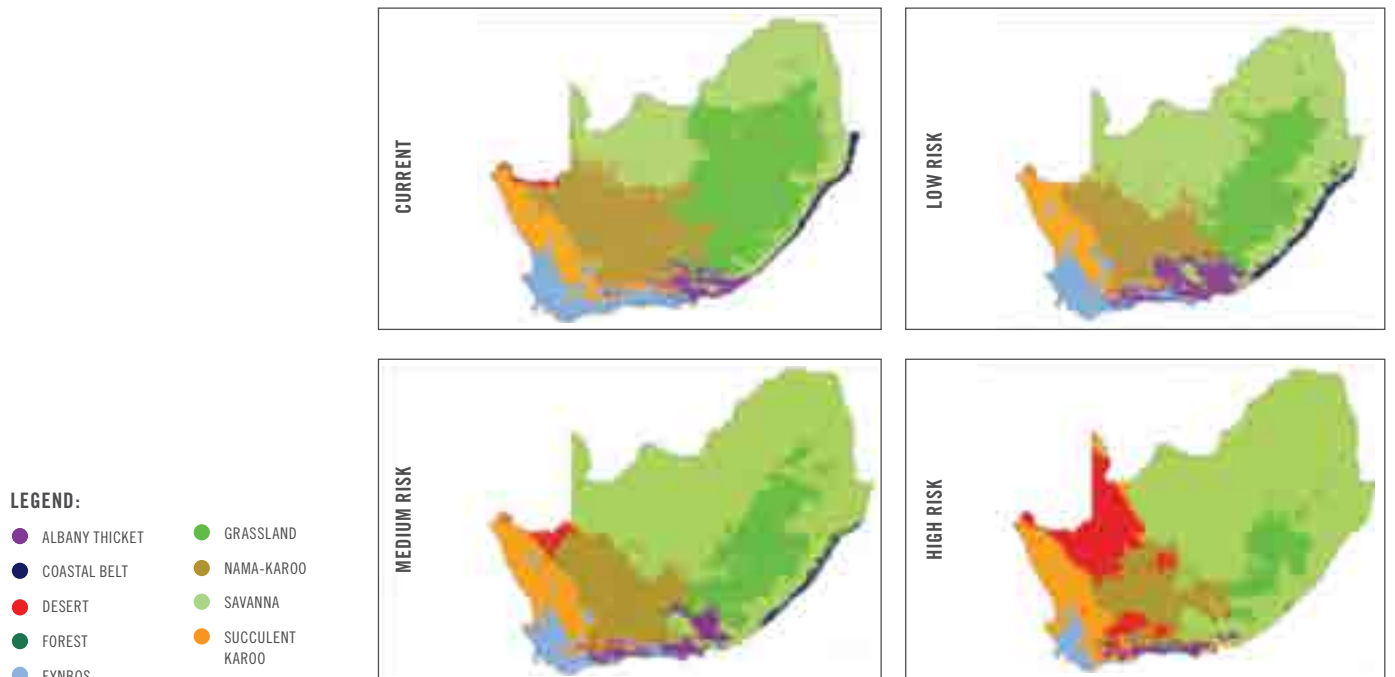 CURRENT
LOW RISK
MEDIUM RISK
HIGH RISK
LEGEND:
ALBANY THICKET
COASTAL BELT
DESERT
FOREST
FYNBOS
GRASSLAND
NAMA-KAROO
SAVANNA
SUCCULENT
KAROO